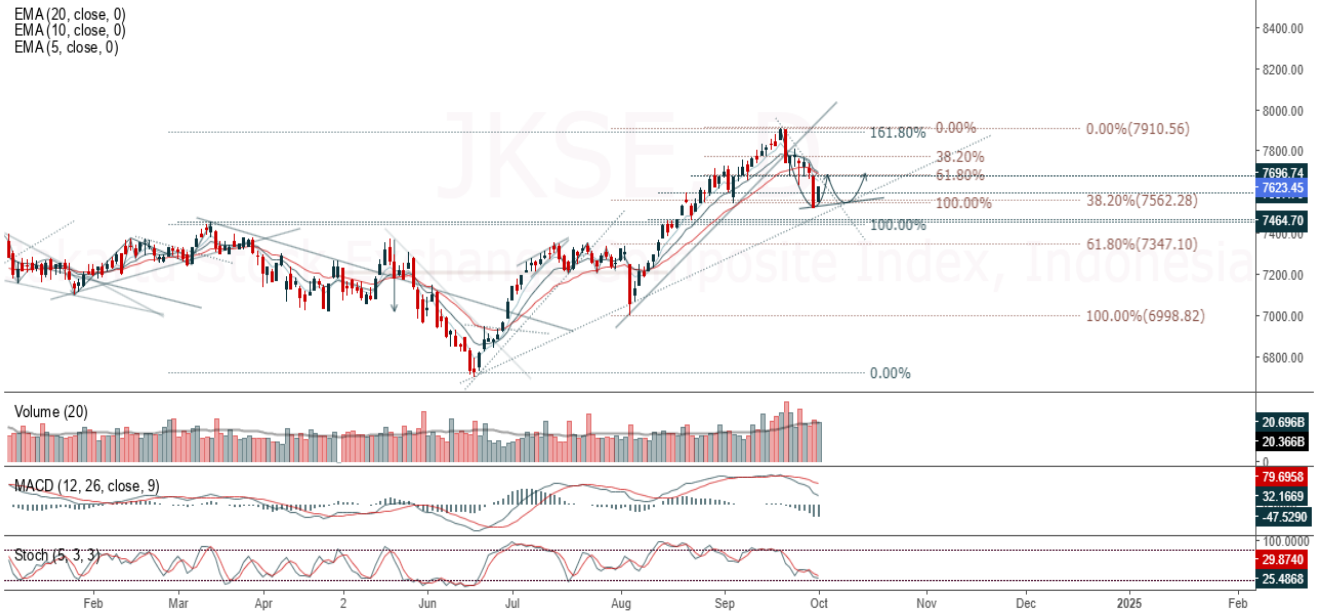 EMA (20, close, 0)
EMA (10, close, 0)
EMA (5, close, 0)
JKSE, D
8400.00
8200.00
8000.00
7800.00
7696.74
7623.45
7464.70
7400.00
7200.00
7000.00
6800.00
161.80%
0.00%
0.00%(7910.56)
38.20%
61.80%
100.00%
38.20%(7562.28)
100.00%
61.80%(7347.10)
100.00%(6998.82)
0.00%
Volume (20)
20.696B
20.366B
0
MACD (12, 26, close, 9)
79.6958
32.1669
-47.5290
Stoch (5, 3, 3)
100.0000
29.8740
25.4868
Feb Mar Apr 2 Jun Jul Aug Sep Oct Nov Dec 2025 Feb